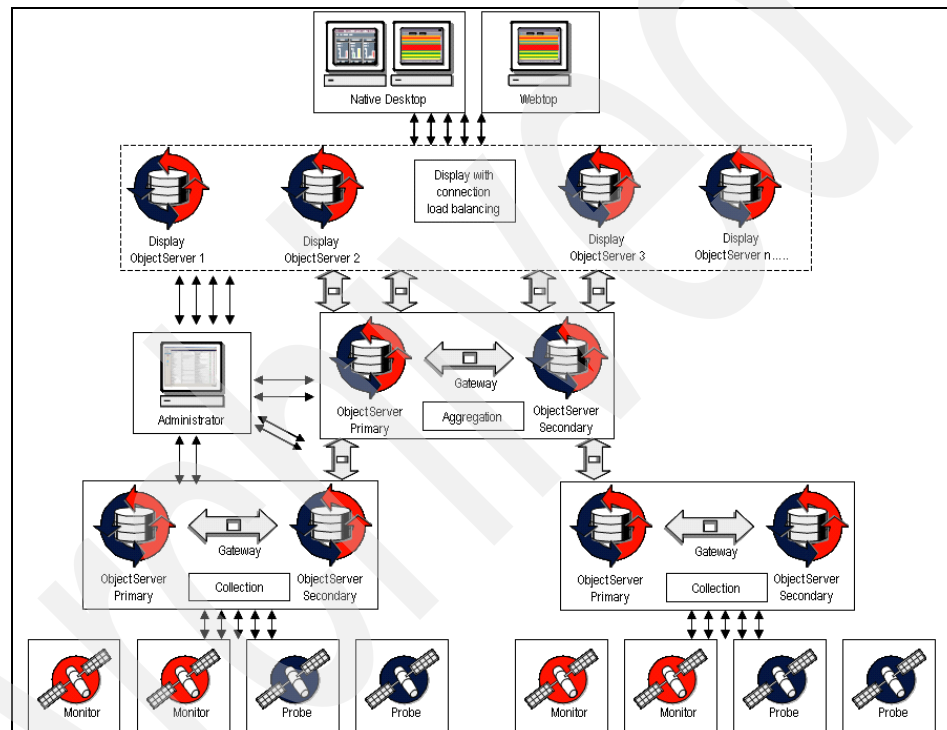 Native Desktop
Webtop
Display with
connection
load balancing
Display
ObjectServer 1
Display
ObjectServer 2
Display
ObjectServer 3
Display
ObjectServer n.....
Administrator
ObjectServer
Primary
Gateway
Aggregation
ObjectServer
Secondary
ObjectServer
Primary
Gateway
Collection
ObjectServer
Secondary
ObjectServer
Primary
Gateway
Collection
ObjectServer
Secondary
Monitor
Monitor
Probe
Probe
Monitor
Monitor
Probe
Probe